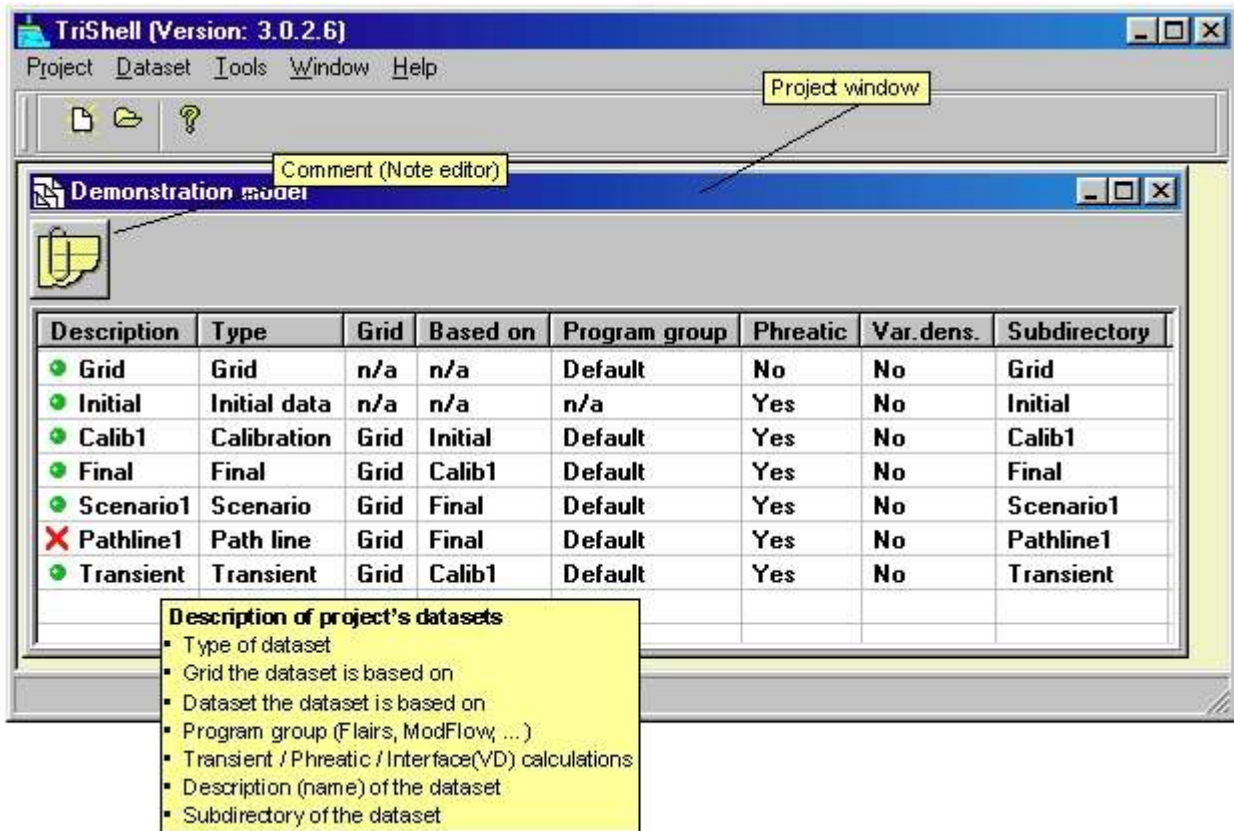 TriShell (Version: 3.0.2.6)
Project Dataset Tools Window Help
Project window
Comment (Note editor)
Demonstration model
Description Type Grid Based on Program group Phreatic Var.dens. Subdirectory
Grid Grid n/a n/a Default No No Grid
Initial Initial data n/a n/a n/a Yes No Initial
Calib1 Calibration Grid Initial Default Yes No Calib1
Final Final Grid Calib1 Default Yes No Final
Scenario1 Scenario Grid Final Default Yes No Scenario1
Pathline1 Path line Grid Final Default Yes No Pathline1
Transient Transient Grid Calib1 Default Yes No Transient
Description of project's datasets
▪ Type of dataset
▪ Grid the dataset is based on
▪ Dataset the dataset is based on
▪ Program group (Flairs, ModFlow, ... )
▪ Transient / Phreatic / Interface(VD) calculations
▪ Description (name) of the dataset
▪ Subdirectory of the dataset